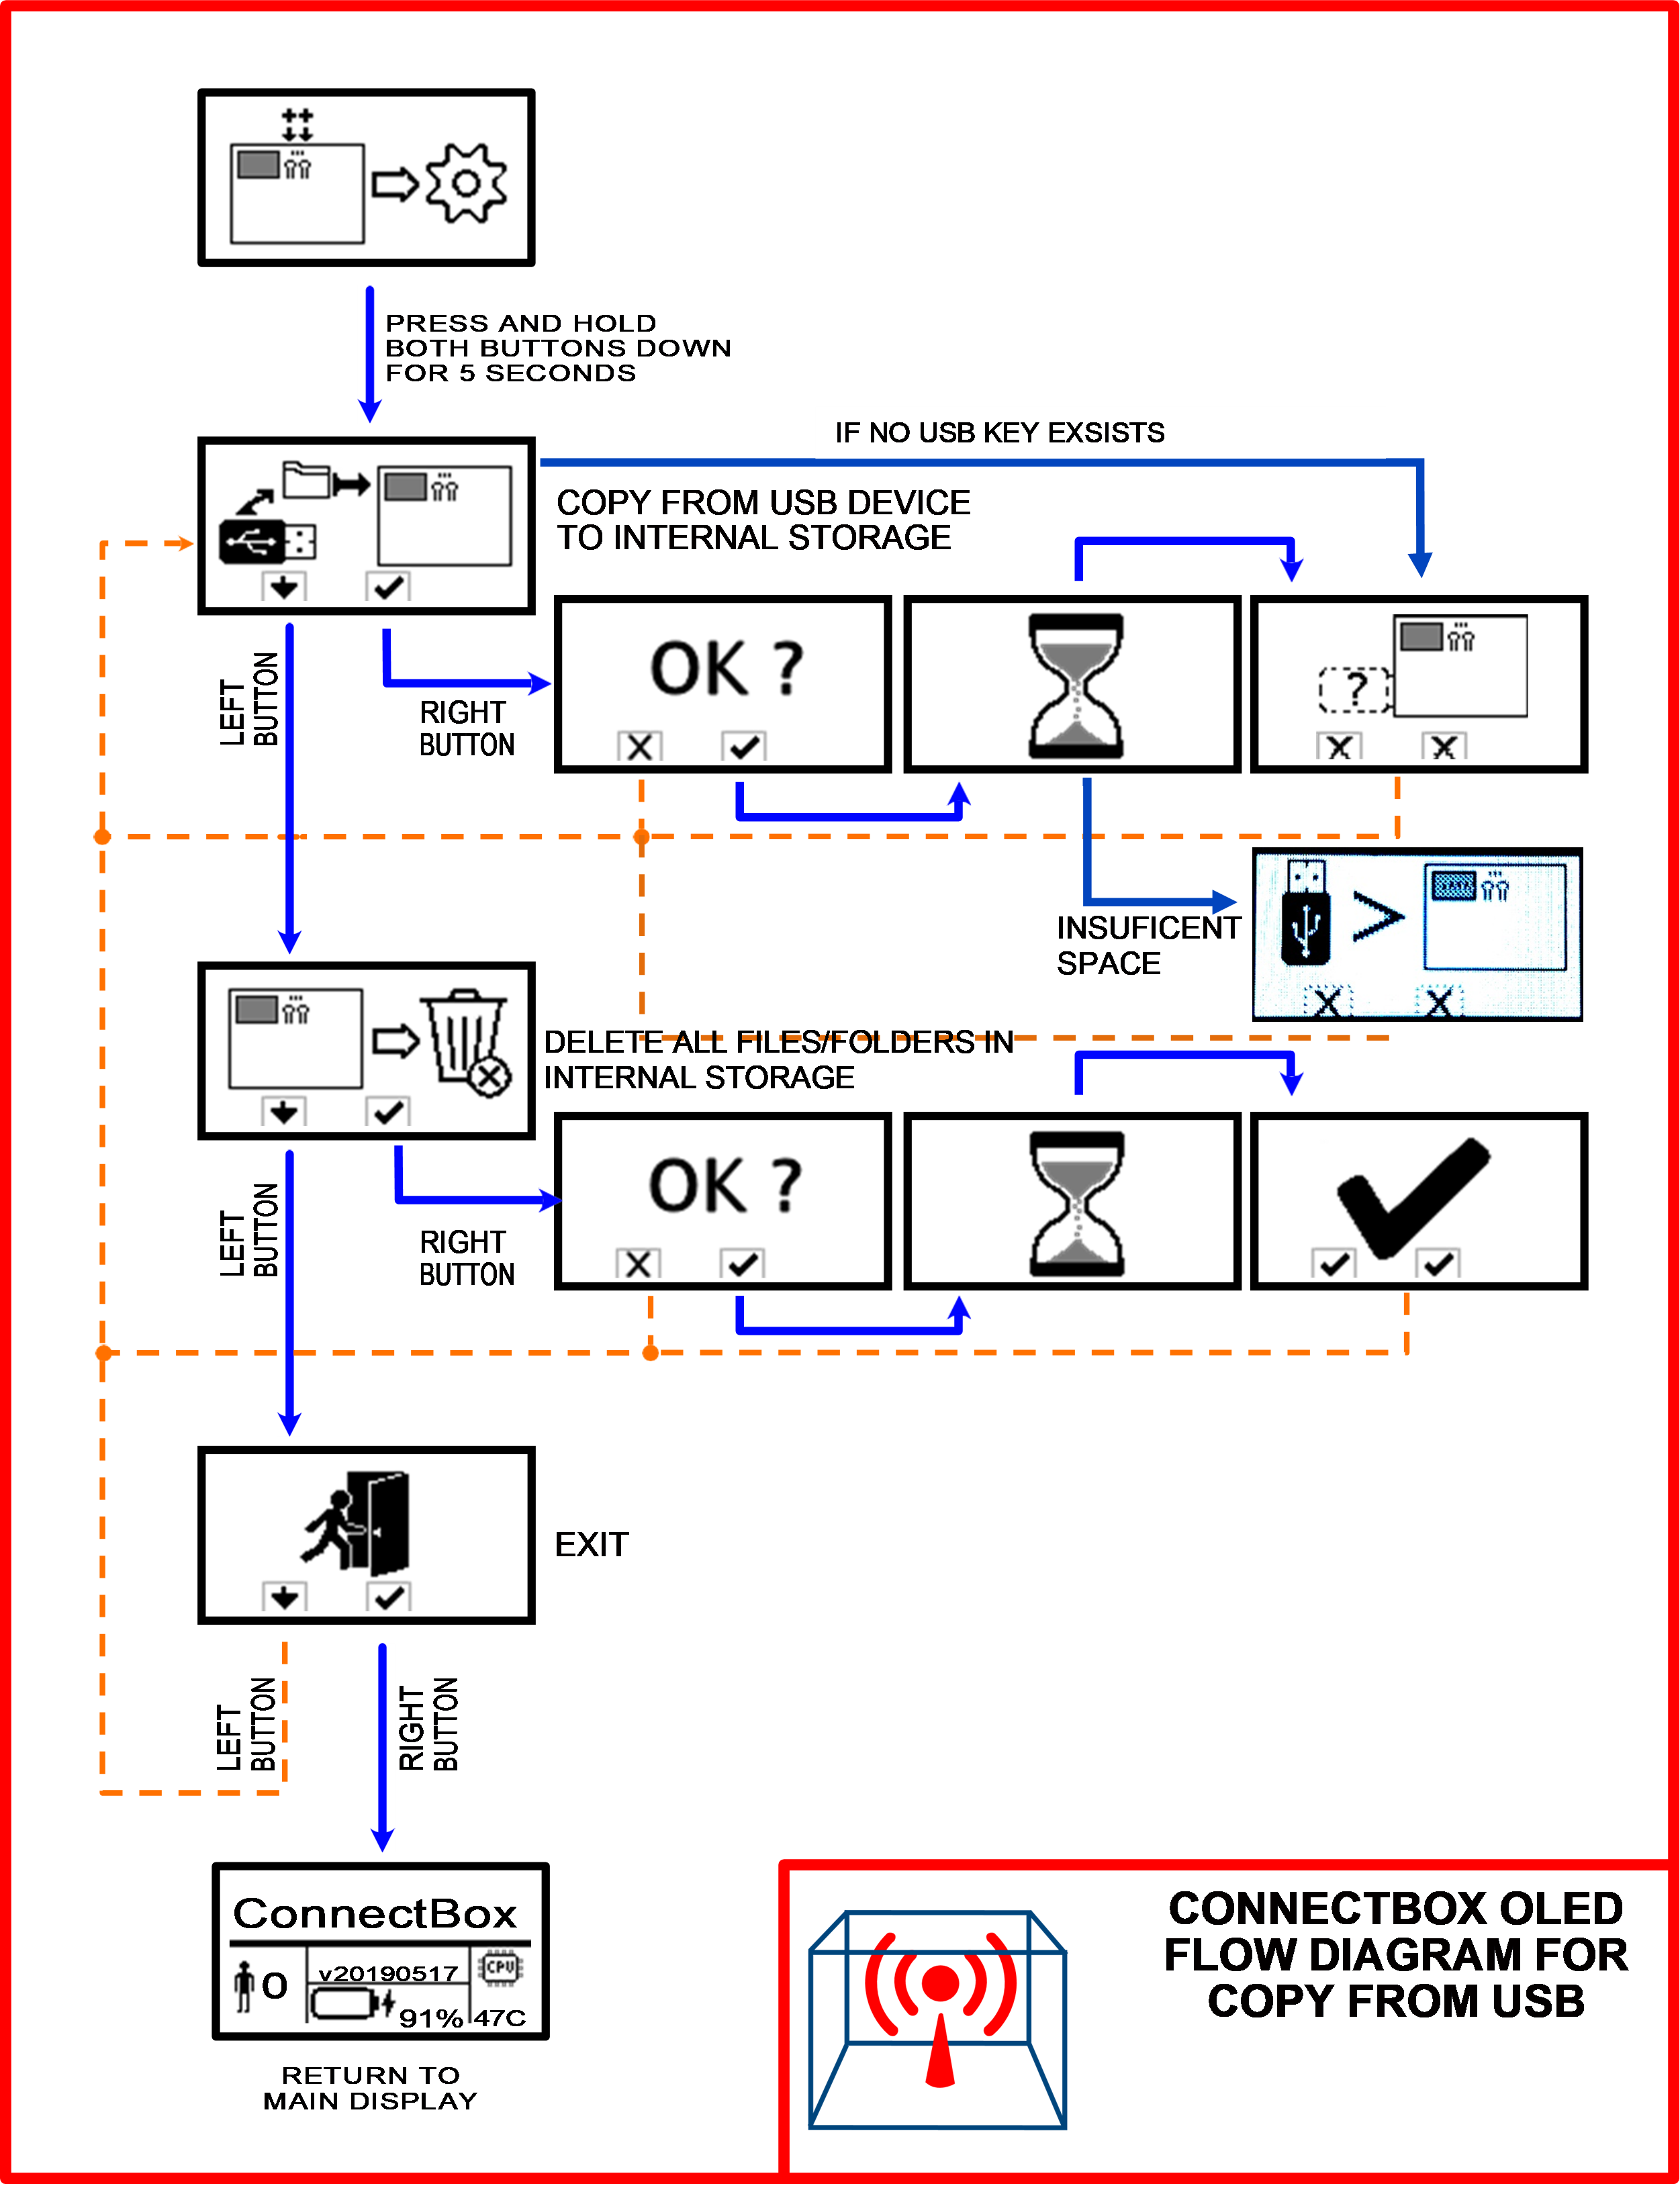 PRESS AND HOLD
BOTH BUTTONS DOWN
FOR 5 SECONDS
IF NO USB KEY EXSISTS
COPY FROM USB DEVICE
TO INTERNAL STORAGE
LEFT
BUTTON
RIGHT
BUTTON
OK ?
?
INSUFICENT
SPACE
DELETE ALL FILES/FOLDERS IN
INTERNAL STORAGE
LEFT
BUTTON
RIGHT
BUTTON
OK ?
EXIT
LEFT
BUTTON
RIGHT
BUTTON
ConnectBox
0
v20190517
CPU
91%
47C
RETURN TO
MAIN DISPLAY
CONNECTBOX OLED
FLOW DIAGRAM FOR
COPY FROM USB